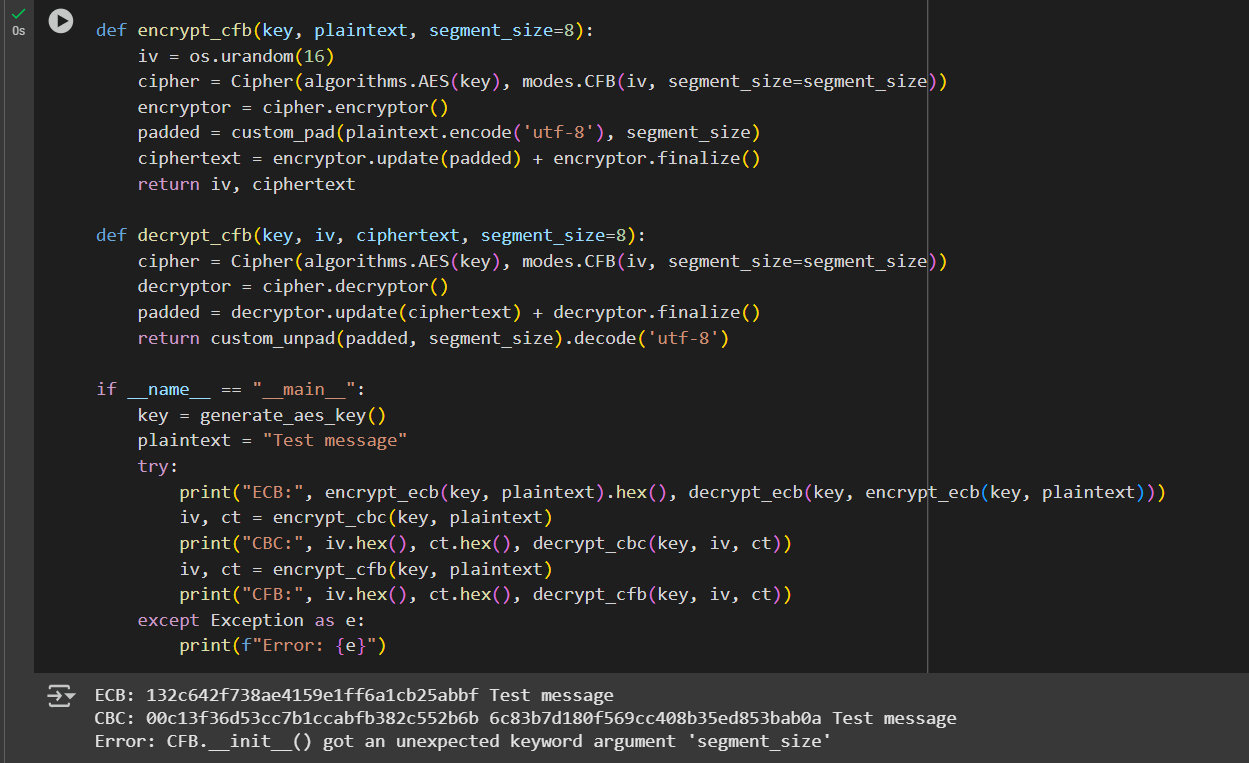 0s
def encrypt_cfb(key, plaintext, segment_size=8):
    iv = os.urandom(16)
    cipher = Cipher(algorithms.AES(key), modes.CFB(iv, segment_size=segment_size))
    encryptor = cipher.encryptor()
    padded = custom_pad(plaintext.encode('utf-8'), segment_size)
    ciphertext = encryptor.update(padded) + encryptor.finalize()
    return iv, ciphertext

def decrypt_cfb(key, iv, ciphertext, segment_size=8):
    cipher = Cipher(algorithms.AES(key), modes.CFB(iv, segment_size=segment_size))
    decryptor = cipher.decryptor()
    padded = decryptor.update(ciphertext) + decryptor.finalize()
    return custom_unpad(padded, segment_size).decode('utf-8')

if __name__ == "__main__":
    key = generate_aes_key()
    plaintext = "Test message"
    try:
        print("ECB:", encrypt_ecb(key, plaintext).hex(), decrypt_ecb(key, encrypt_ecb(key, plaintext)))
        iv, ct = encrypt_cbc(key, plaintext)
        print("CBC:", iv.hex(), ct.hex(), decrypt_cbc(key, iv, ct))
        iv, ct = encrypt_cfb(key, plaintext)
        print("CFB:", iv.hex(), ct.hex(), decrypt_cfb(key, iv, ct))
    except Exception as e:
        print(f"Error: {e}")
ECB: 132c642f738ae4159e1ff6a1cb25abbf Test message
CBC: 00c13f36d53cc7b1ccabfb382c552b6b 6c83b7d180f569cc408b35ed853bab0a Test message
Error: CFB.__init__() got an unexpected keyword argument 'segment_size'